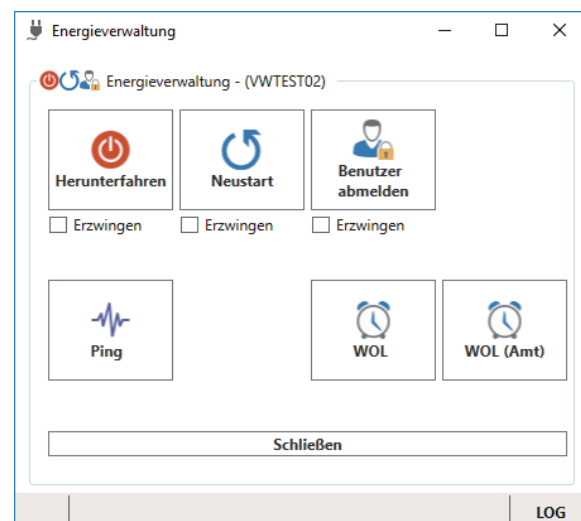 Energieverwaltung
Energieverwaltung - (VWTEST02)
Herunterfahren
Neustart
Benutzer
abmelden
Erzwingen
Erzwingen
Erzwingen
Ping
WOL
WOL (Amt)
Schließen
LOG